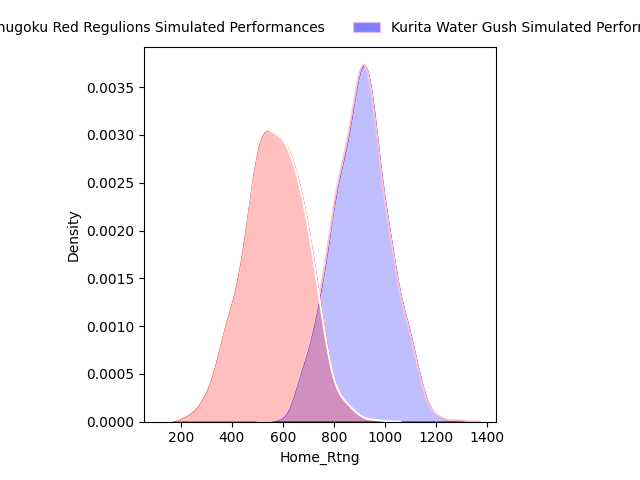 nugoku Red Regulions Simulated Performances
Kurita Water Gush Simulated Perfor
0.0035
0.0030
0.0025
0.0020
0.0015
0.0010
0.0005
0.0000
Density
200 400 600 800 1000 1200 1400
Home_Rtng